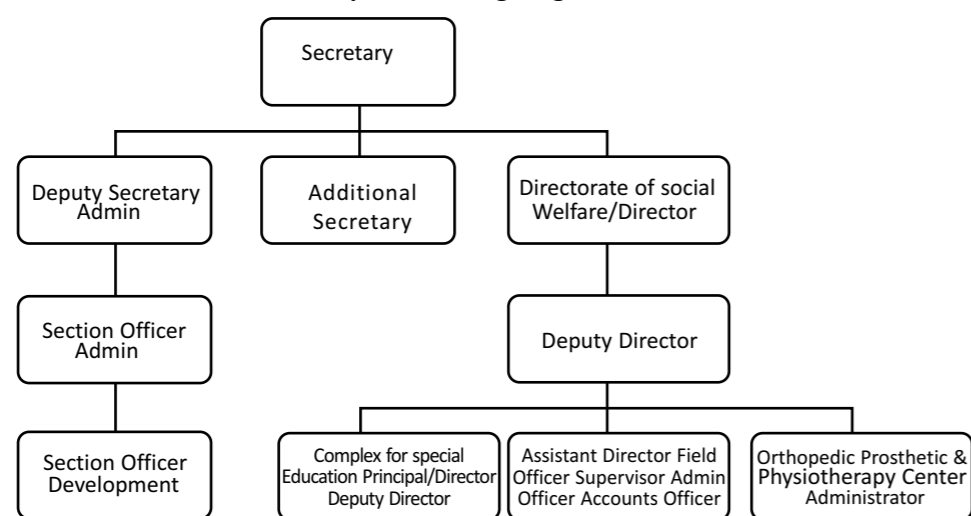 Secretary
Deputy Secretary
Admin
Additional
Secretary
Directorate of social
Welfare/Director
Section Officer
Admin
Deputy Director
Section Officer
Development
Complex for special
Education Principal/Director
Deputy Director
Assistant Director Field
Officer Supervisor Admin
Officer Accounts Officer
Orthopedic Prosthetic &
Physiotherapy Center
Administrator